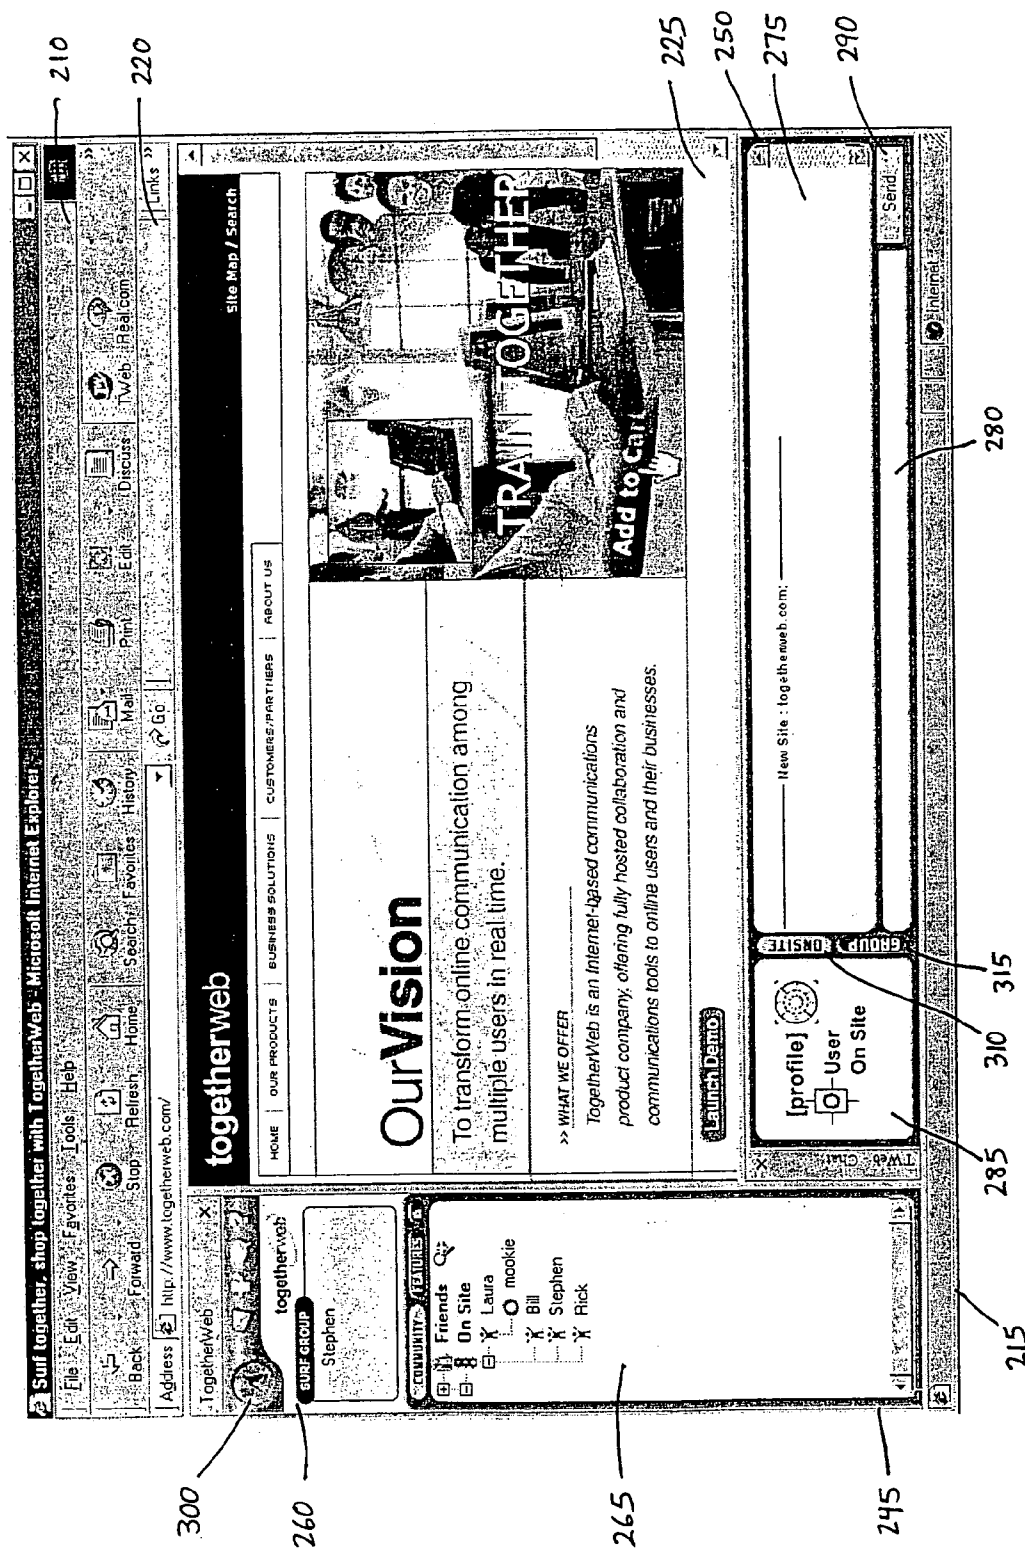 Surf together, shop together with TogetherWeb - Microsoft Internet Explorer
File Edit View Favorites Tools Help
Back Forward Stop Refresh Home Search Favorites History Mail Print Edit Discuss TWeb Real.com
Address http://www.togetherweb.com/ Go Links »
TogetherWeb
togetherweb
SURF GROUP
Stephen
COMMUNITY FEATURES
Friends
On Site
Laura
mookie
Bill
Stephen
Rick
togetherweb
Site Map / Search
HOME OUR PRODUCTS BUSINESS SOLUTIONS CUSTOMERS/PARTNERS ABOUT US
OurVision
To transform online communication among
multiple users in real time.
>> WHAT WE OFFER
TogetherWeb is an Internet-based communications
product company, offering fully hosted collaboration and
communications tools to online users and their businesses.
Launch Demo
TRAIN TOGETHER
Add to Cart
TWeb Chat
[profile]
User
On Site
ONSITE
GROUP
New Site : togetherweb.com;
Send
Internet
210
220
225
250
275
290
300
260
265
245
215
285
310
315
280